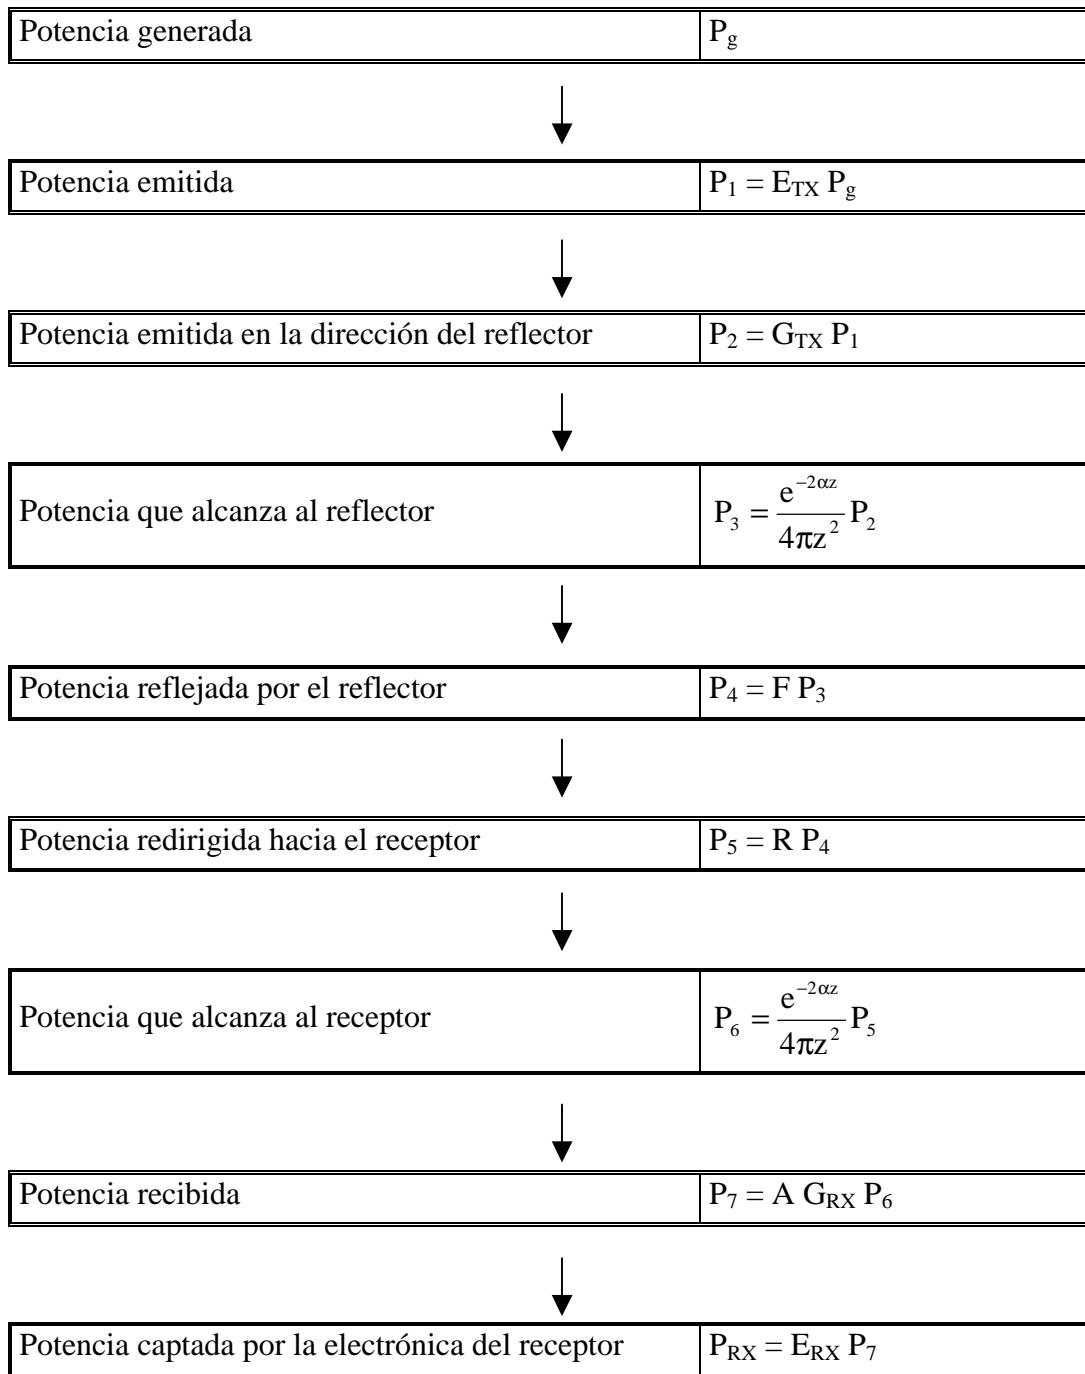 Potencia generada P_g
Potencia emitida P_1 = E_TX P_g
Potencia emitida en la dirección del reflector P_2 = G_TX P_1
Potencia que alcanza al reflector P_3 = e^{-2αz} / 4πz^2 P_2
Potencia reflejada por el reflector P_4 = F P_3
Potencia redirigida hacia el receptor P_5 = R P_4
Potencia que alcanza al receptor P_6 = e^{-2αz} / 4πz^2 P_5
Potencia recibida P_7 = A G_RX P_6
Potencia captada por la electrónica del receptor P_RX = E_RX P_7